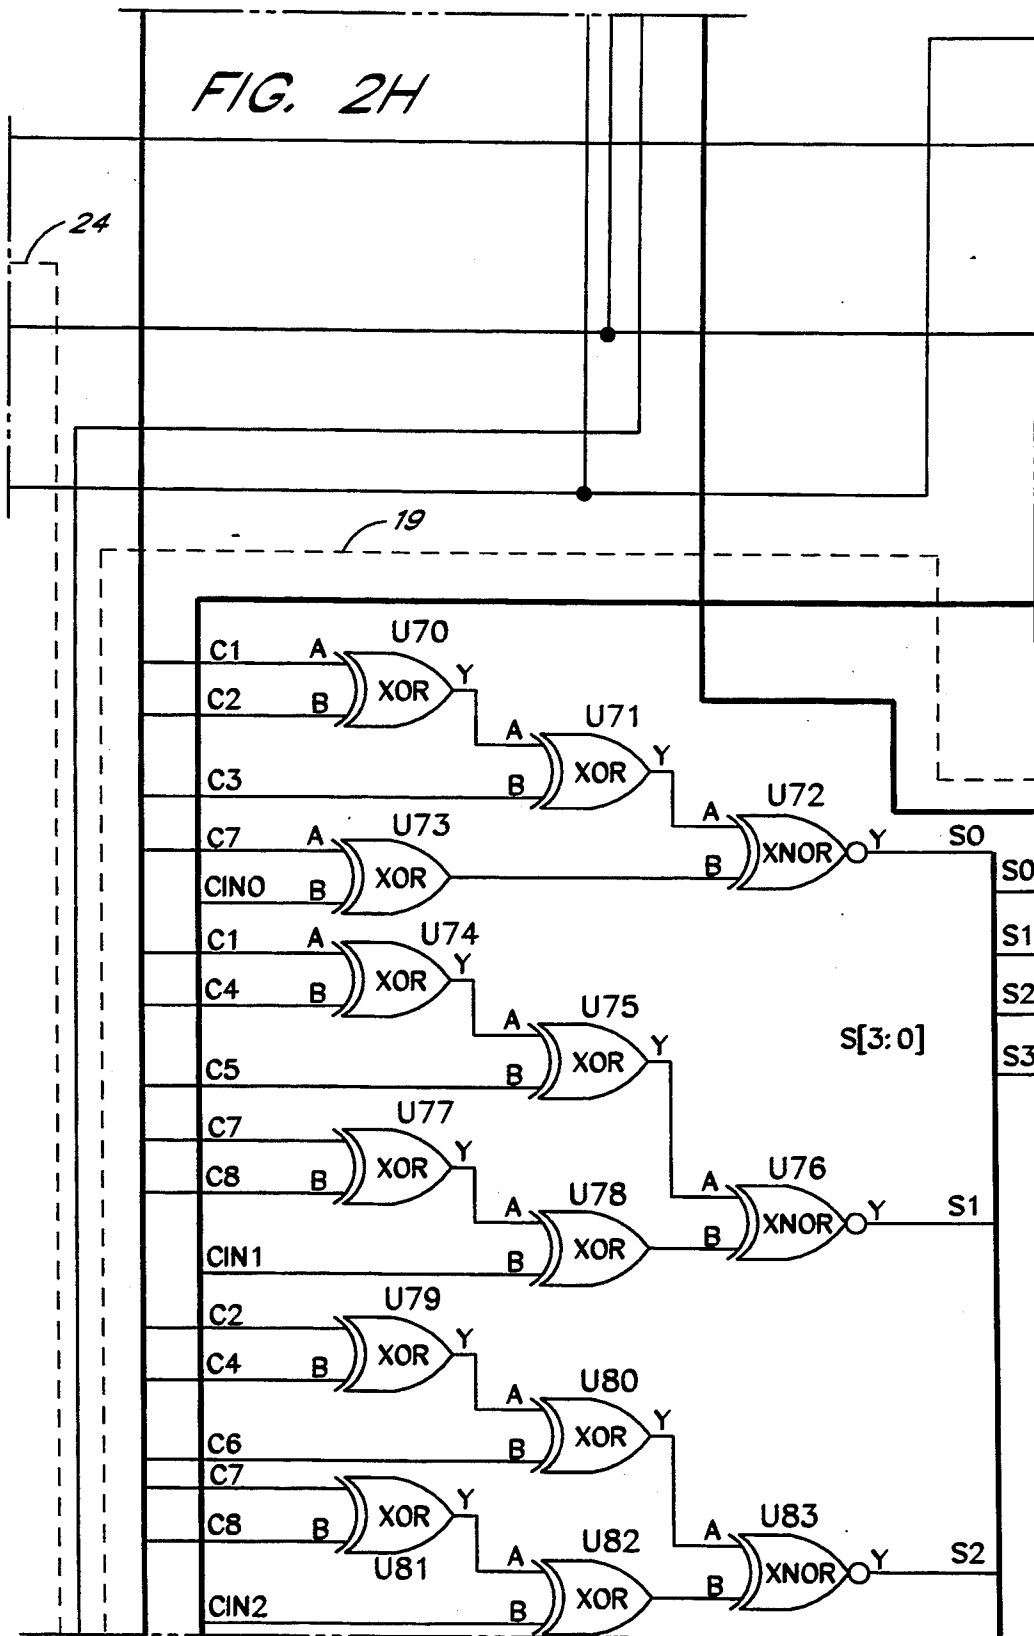 FIG. 2H
24
19
U70
C1 A
Y
XOR
C2 B
U71
A
Y
XOR
C3 B
U72
A
Y S0
XNOR
B
U73
C7 A
XOR
CIN0 B
S0
S1
S2
S3
S[3:0]
U74
C1 A
Y
XOR
C4 B
U75
A
Y
XOR
C5 B
U77
C7
Y
XOR
C8 B
U76
A
Y S1
XNOR
B
U78
A
XOR
CIN1 B
U79
C2
Y
XOR
C4 B
U80
A
Y
XOR
C6 B
C7
Y
XOR
C8 B
U81
U83
A
Y S2
XNOR
B
U82
A
XOR
CIN2 B